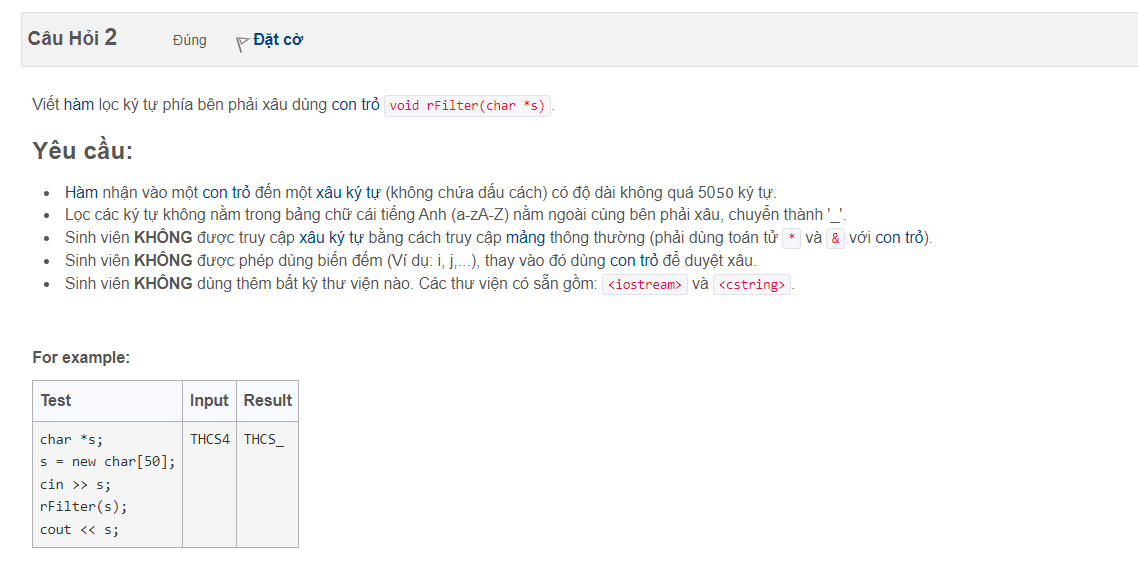 Câu Hỏi 2 Đúng Đặt cờ
Viết hàm lọc ký tự phía bên phải xâu dùng con trỏ void rFilter(char *s).
Yêu cầu:
Hàm nhận vào một con trỏ đến một xâu ký tự (không chứa dấu cách) có độ dài không quá 5050 ký tự.
Lọc các ký tự không nằm trong bảng chữ cái tiếng Anh (a-zA-Z) nằm ngoài cùng bên phải xâu, chuyển thành '_'.
Sinh viên KHÔNG được truy cập xâu ký tự bằng cách truy cập mảng thông thường (phải dùng toán tử * và & với con trỏ).
Sinh viên KHÔNG được phép dùng biến đếm (Ví dụ: i, j,...), thay vào đó dùng con trỏ để duyệt xâu.
Sinh viên KHÔNG dùng thêm bất kỳ thư viện nào. Các thư viện có sẵn gồm: <iostream> và <cstring>.
For example:
Test Input Result
char *s; THCS4 THCS_
s = new char[50];
cin >> s;
rFilter(s);
cout << s;